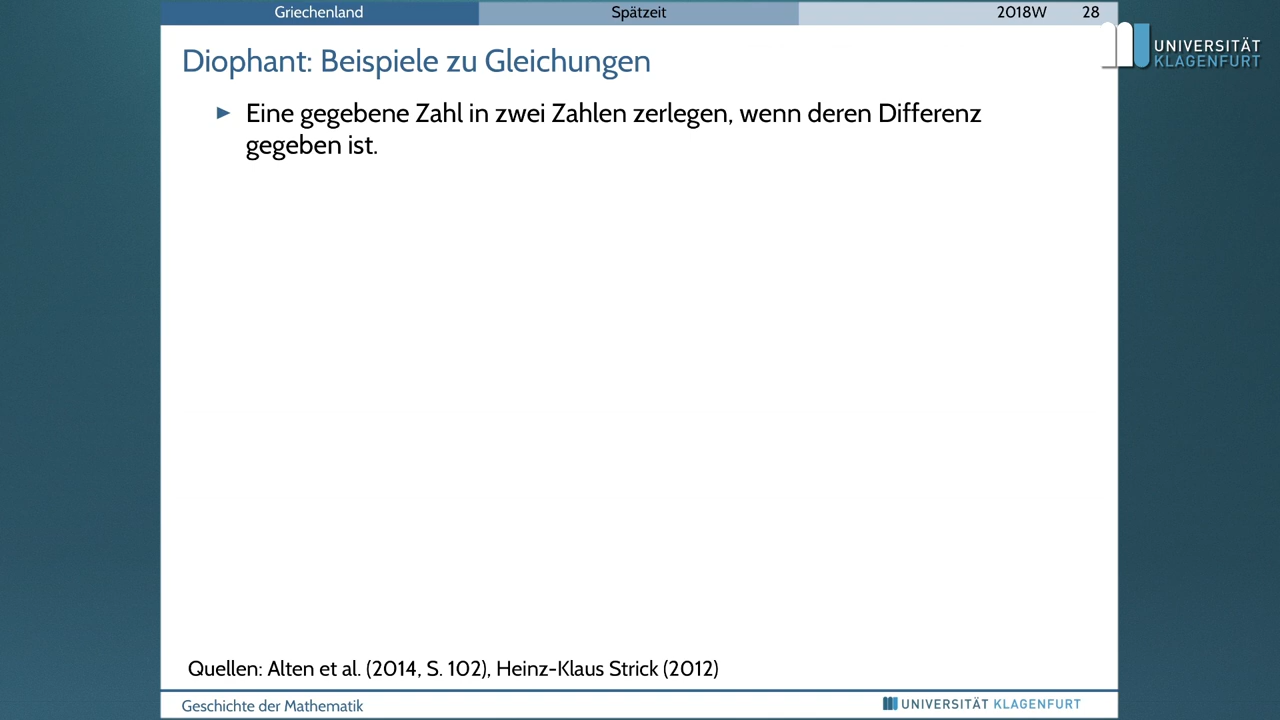 Griechenland Spätzeit 2018W 28
UNIVERSITÄT
KLAGENFURT
Diophant: Beispiele zu Gleichungen
Eine gegebene Zahl in zwei Zahlen zerlegen, wenn deren Differenz
gegeben ist.
Quellen: Alten et al. (2014, S. 102), Heinz-Klaus Strick (2012)
Geschichte der Mathematik UNIVERSITÄT KLAGENFURT